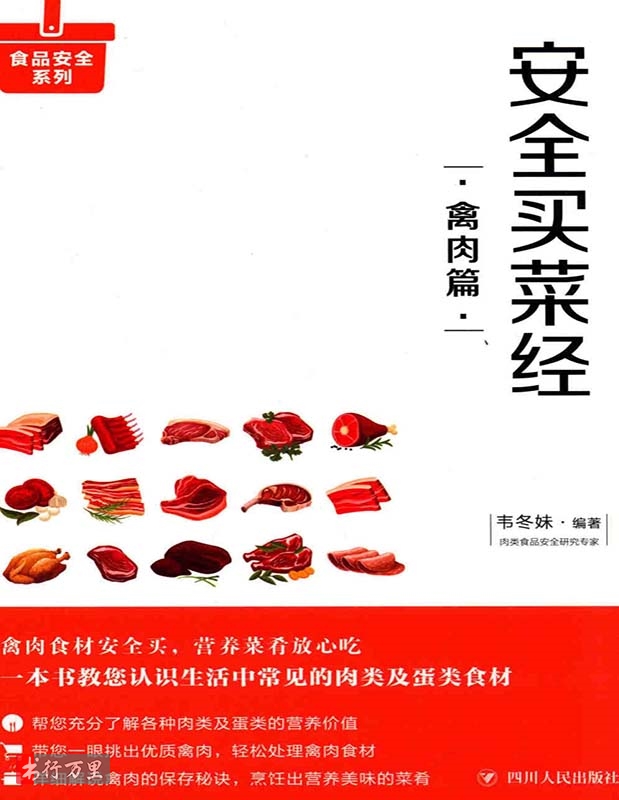 食品安全
系列
安全买菜经
·禽肉篇·
韦冬妹·编著
肉类食品安全研究专家
禽肉食材安全买，营养菜肴放心吃
一本书教您认识生活中常见的肉类及蛋类食材
帮您充分了解各种肉类及蛋类的营养价值
带您一眼挑出优质禽肉，轻松处理禽肉食材
禽肉的保存秘诀，烹饪出营养美味的菜肴
书行万里
四川人民出版社